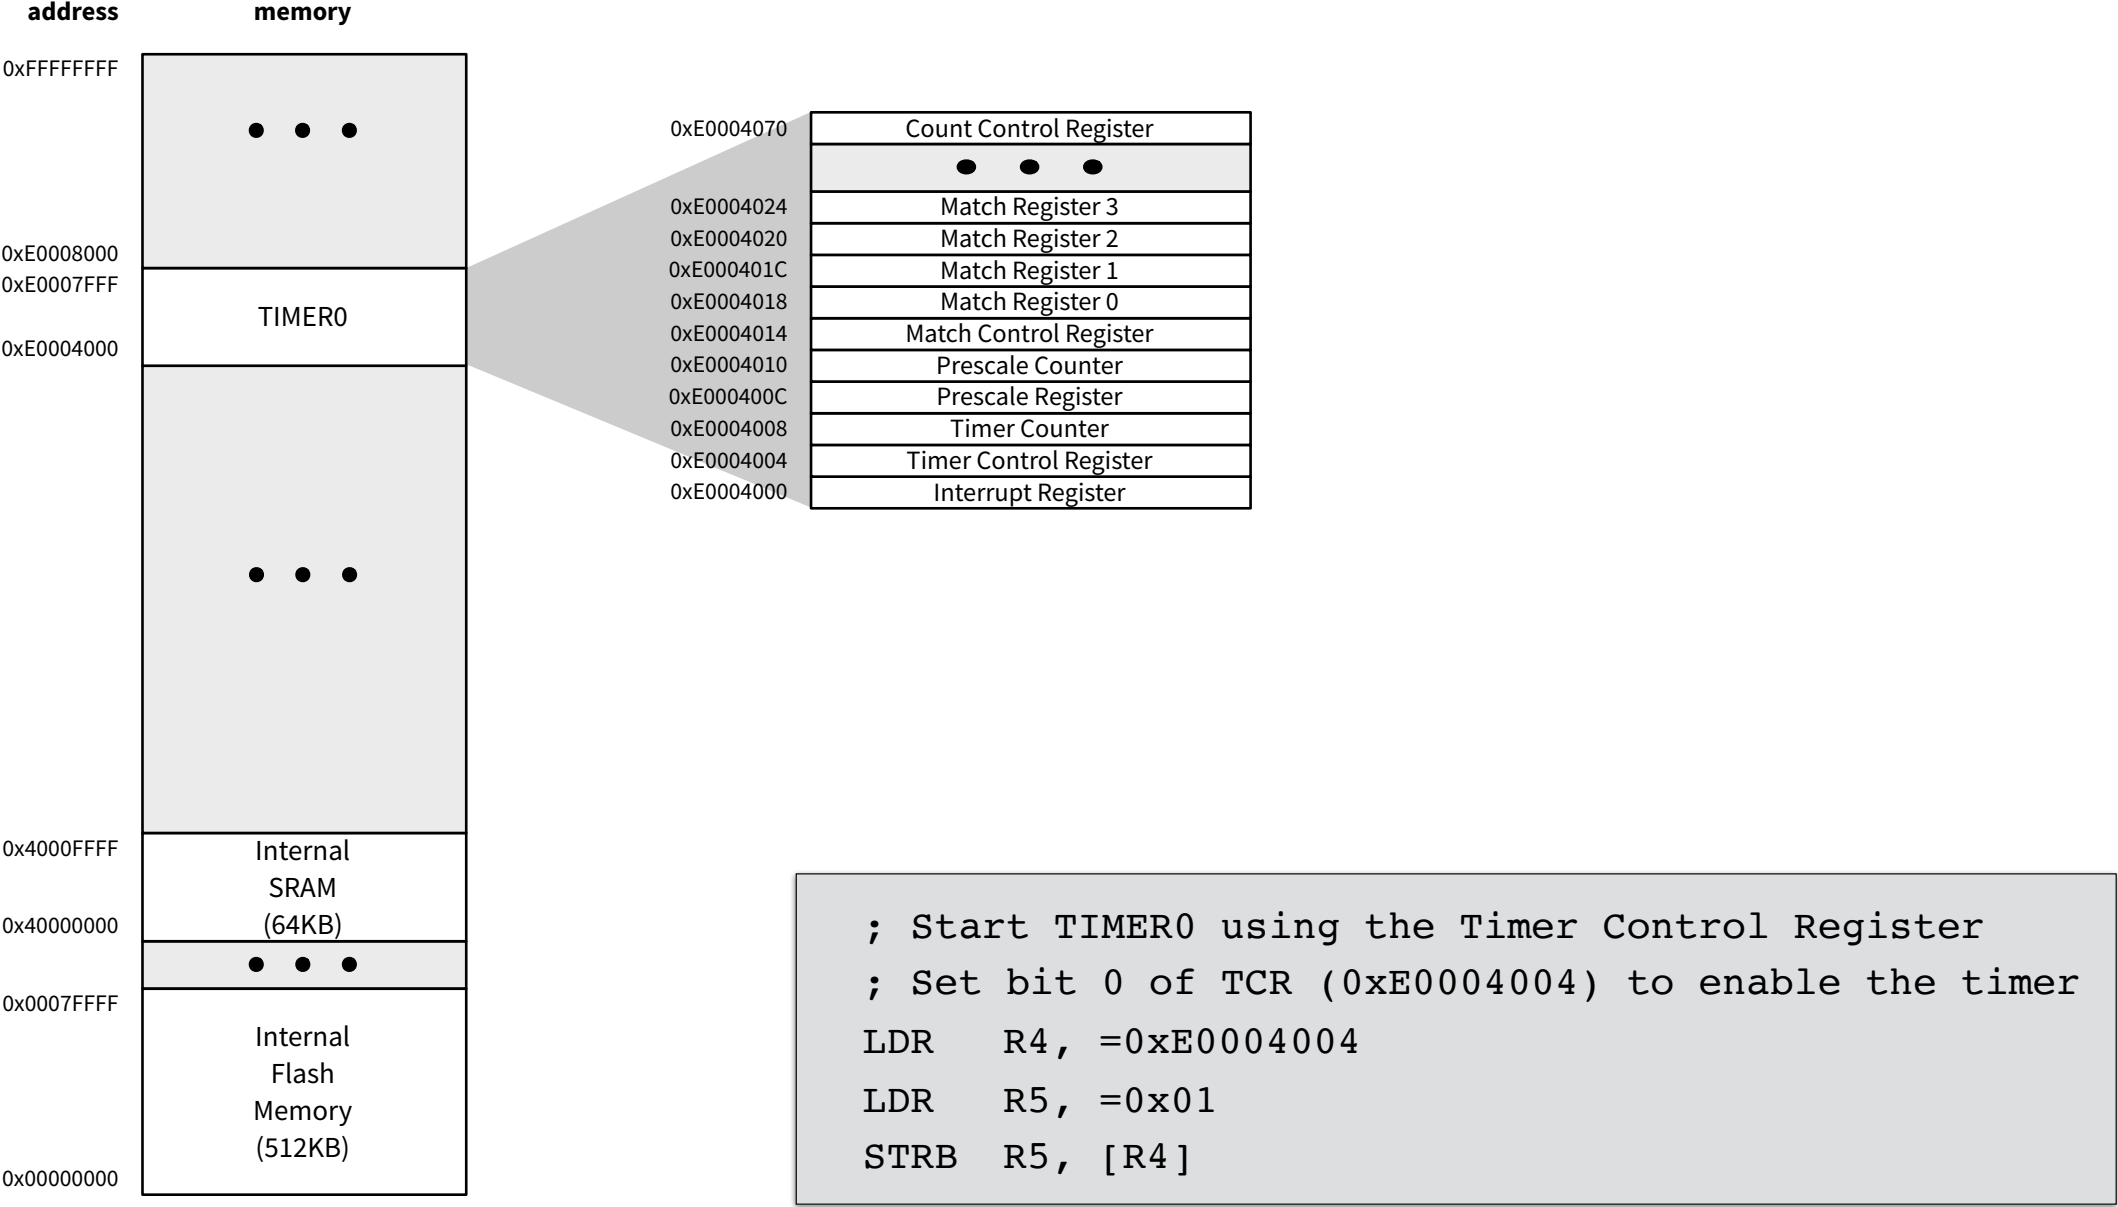 address memory
0xFFFFFFFF
0xE0008000
0xE0007FFF
TIMER0
0xE0004000
0x4000FFFF
Internal
SRAM
(64KB)
0x40000000
0x0007FFFF
Internal
Flash
Memory
(512KB)
0x00000000
0xE0004070 Count Control Register
0xE0004024 Match Register 3
0xE0004020 Match Register 2
0xE000401C Match Register 1
0xE0004018 Match Register 0
0xE0004014 Match Control Register
0xE0004010 Prescale Counter
0xE000400C Prescale Register
0xE0004008 Timer Counter
0xE0004004 Timer Control Register
0xE0004000 Interrupt Register
; Start TIMER0 using the Timer Control Register
; Set bit 0 of TCR (0xE0004004) to enable the timer
LDR R4, =0xE0004004
LDR R5, =0x01
STRB R5, [R4]